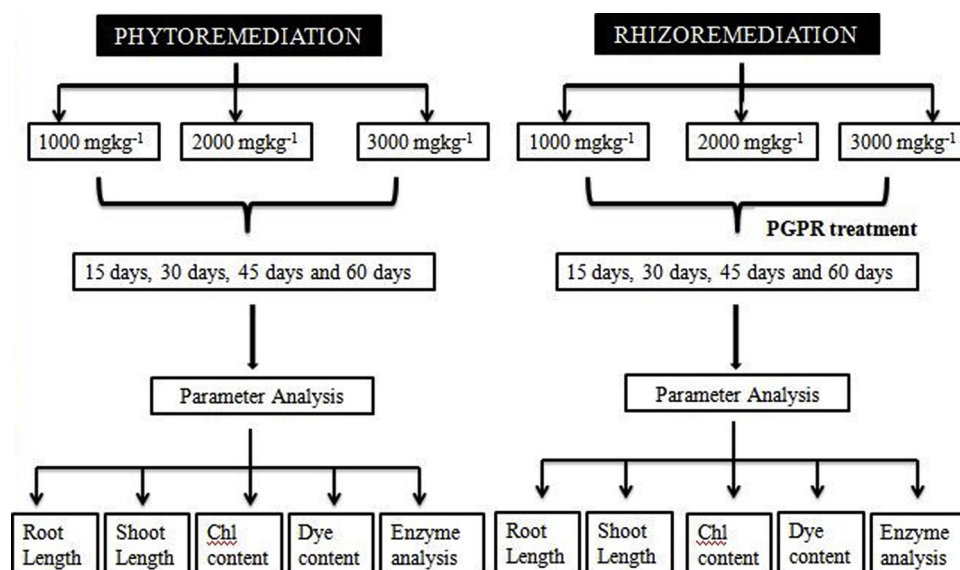 PHYTOREMEDIATION
1000 mgkg⁻¹
2000 mgkg⁻¹
3000 mgkg⁻¹
15 days, 30 days, 45 days and 60 days
Parameter Analysis
Root
Length
Shoot
Length
Chl
content
Dye
content
Enzyme
analysis
RHIZOREMEDIATION
1000 mgkg⁻¹
2000 mgkg⁻¹
3000 mgkg⁻¹
PGPR treatment
15 days, 30 days, 45 days and 60 days
Parameter Analysis
Root
Length
Shoot
Length
Chl
content
Dye
content
Enzyme
analysis